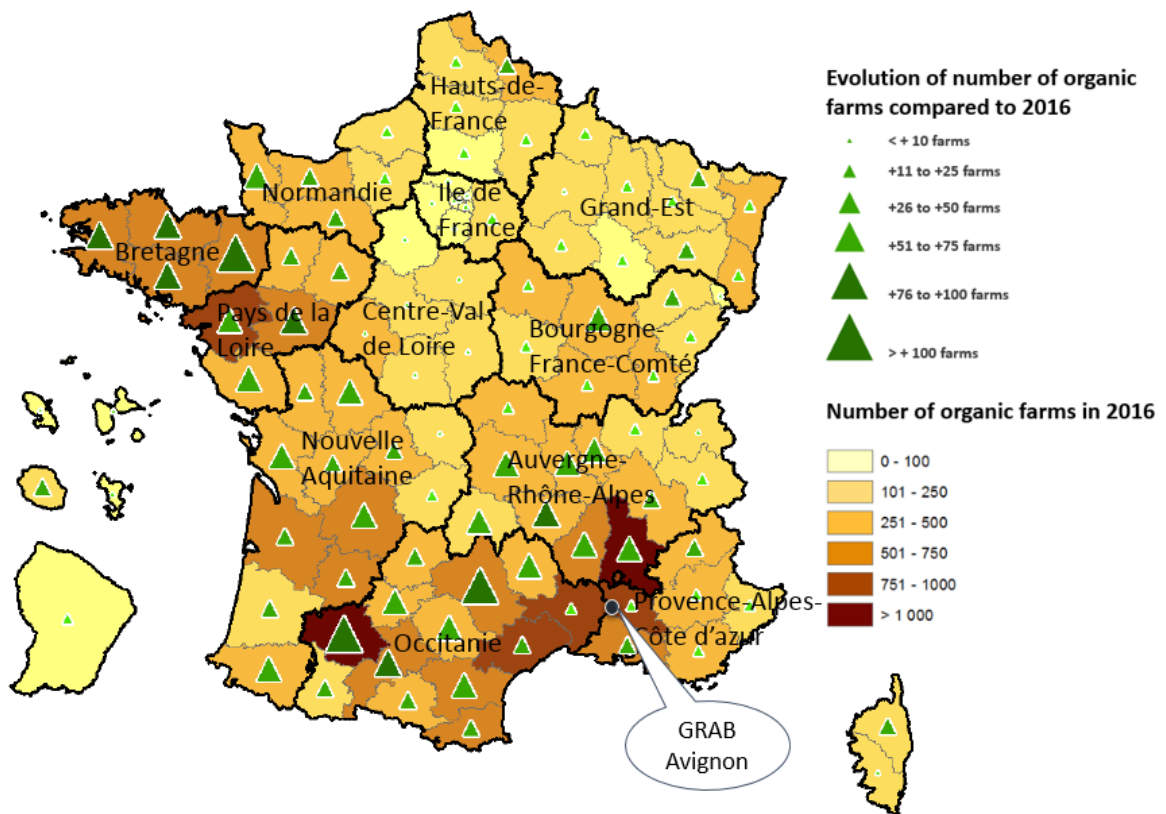 Hauts-de-
France
Normandie
Ile de
France
Grand-Est
Bretagne
Pays de la
Loire
Centre-Val
de Loire
Bourgogne-
France-Comté
Nouvelle
Aquitaine
Auvergne-
Rhône-Alpes
Occitanie
Provence-Alpes-
Côte d'azur
GRAB
Avignon
Evolution of number of organic
farms compared to 2016
< + 10 farms
+11 to +25 farms
+26 to +50 farms
+51 to +75 farms
+76 to +100 farms
> + 100 farms
Number of organic farms in 2016
0 - 100
101 - 250
251 - 500
501 - 750
751 - 1000
> 1 000